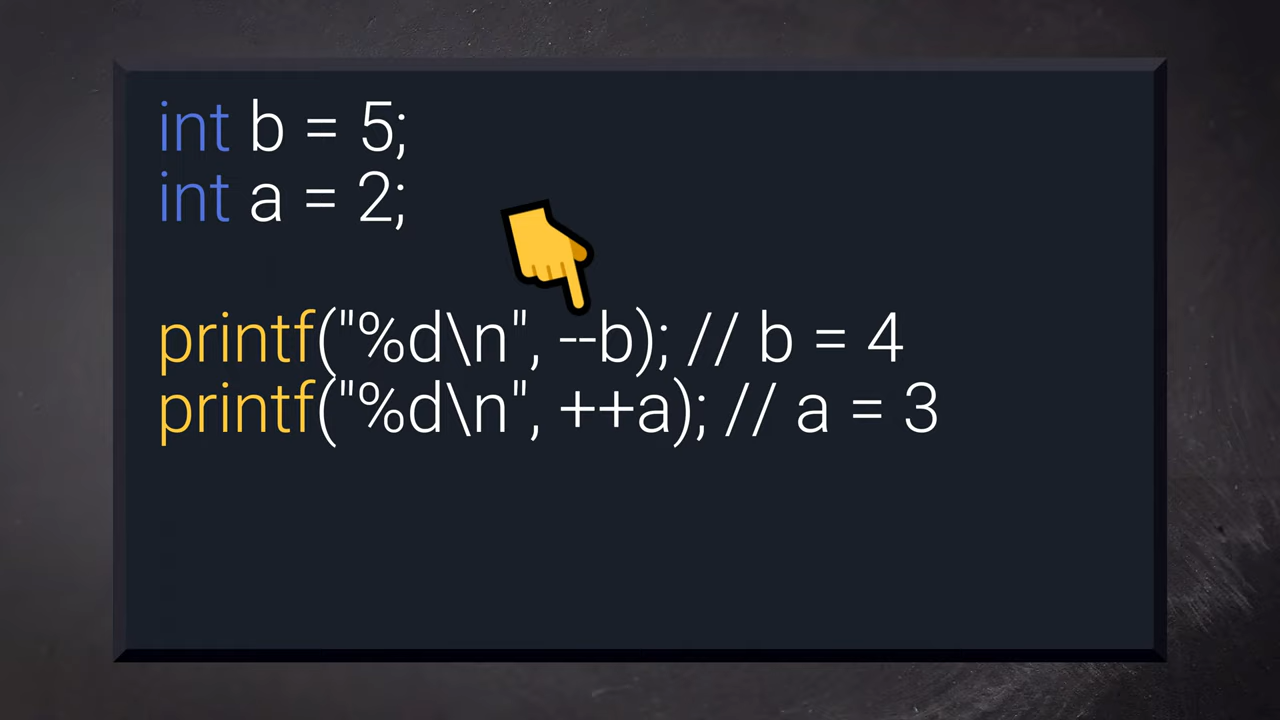 int b = 5;
int a = 2;
printf("%d\n", --b); // b = 4
printf("%d\n", ++a); // a = 3